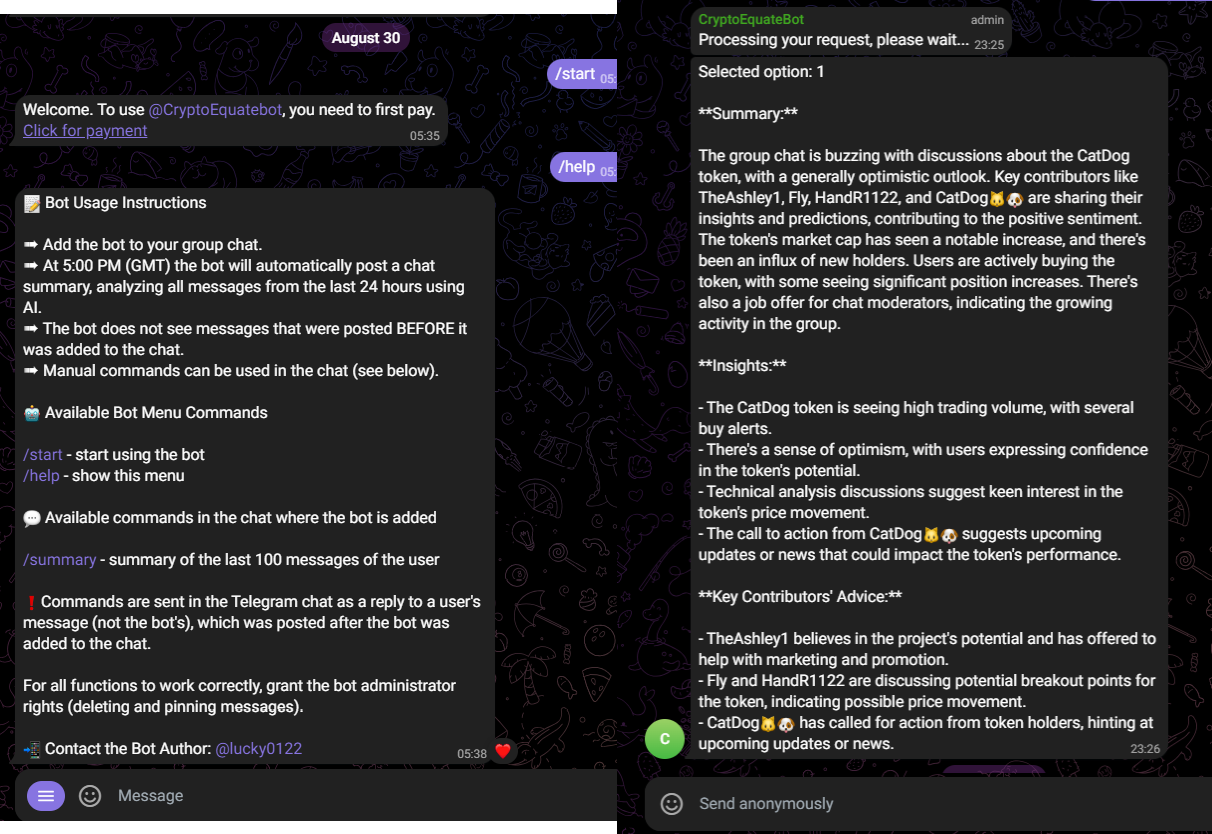 August 30
/start 05:
Welcome. To use @CryptoEquatebot, you need to first pay.
Click for payment
05:35
/help 05:
📝 Bot Usage Instructions
➡ Add the bot to your group chat.
➡ At 5:00 PM (GMT) the bot will automatically post a chat
summary, analyzing all messages from the last 24 hours using
AI.
➡ The bot does not see messages that were posted BEFORE it
was added to the chat.
➡ Manual commands can be used in the chat (see below).
🤖 Available Bot Menu Commands
/start - start using the bot
/help - show this menu
💬 Available commands in the chat where the bot is added
/summary - summary of the last 100 messages of the user
❗ Commands are sent in the Telegram chat as a reply to a user's
message (not the bot's), which was posted after the bot was
added to the chat.
For all functions to work correctly, grant the bot administrator
rights (deleting and pinning messages).
📲 Contact the Bot Author: @lucky0122
05:38 ❤️
Message
CryptoEquateBot admin
Processing your request, please wait... 23:25
Selected option: 1
**Summary:**
The group chat is buzzing with discussions about the CatDog
token, with a generally optimistic outlook. Key contributors like
TheAshley1, Fly, HandR1122, and CatDog🐱🐶 are sharing their
insights and predictions, contributing to the positive sentiment.
The token's market cap has seen a notable increase, and there's
been an influx of new holders. Users are actively buying the
token, with some seeing significant position increases. There's
also a job offer for chat moderators, indicating the growing
activity in the group.
**Insights:**
- The CatDog token is seeing high trading volume, with several
buy alerts.
- There's a sense of optimism, with users expressing confidence
in the token's potential.
- Technical analysis discussions suggest keen interest in the
token's price movement.
- The call to action from CatDog🐱🐶 suggests upcoming
updates or news that could impact the token's performance.
**Key Contributors' Advice:**
- TheAshley1 believes in the project's potential and has offered to
help with marketing and promotion.
- Fly and HandR1122 are discussing potential breakout points for
the token, indicating possible price movement.
- CatDog🐱🐶 has called for action from token holders, hinting at
upcoming updates or news.
23:26
C
Send anonymously